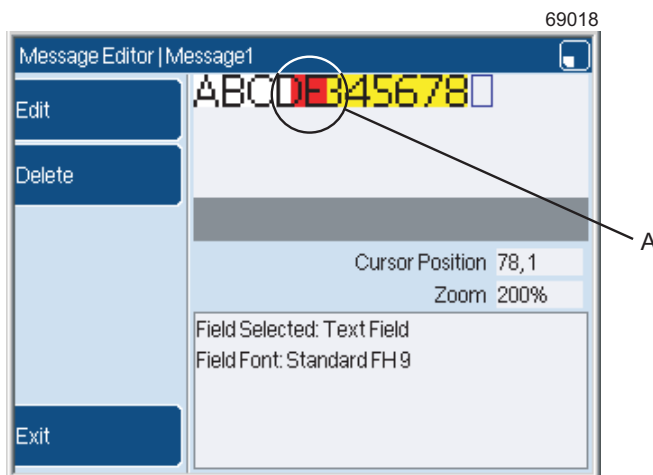 69018
Message Editor | Message1
Edit
ABCDE345678
Delete
A
Cursor Position 78,1
Zoom 200%
Field Selected: Text Field
Field Font: Standard FH 9
Exit